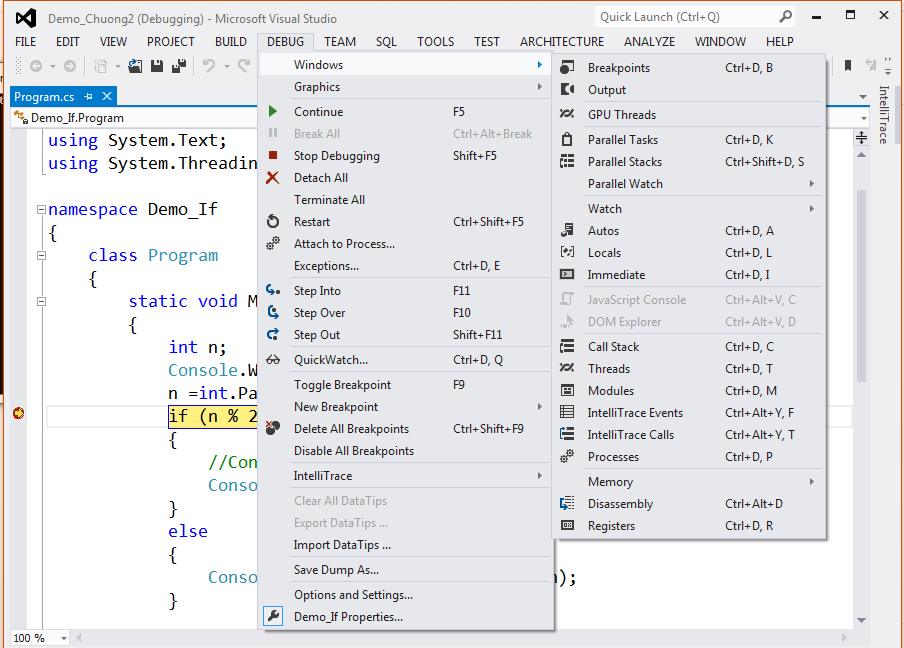 Demo_Chuong2 (Debugging) - Microsoft Visual Studio
Quick Launch (Ctrl+Q)
FILE EDIT VIEW PROJECT BUILD DEBUG TEAM SQL TOOLS TEST ARCHITECTURE ANALYZE WINDOW HELP
Program.cs
Demo_If.Program
using System.Text;
using System.Threadin
namespace Demo_If
{
class Program
{
static void M
{
int n;
Console.W
n =int.Pa
if (n % 2
{
//Con
Conso
}
else
{
Conso
);
}
100 %
Windows
Graphics
Continue F5
Break All Ctrl+Alt+Break
Stop Debugging Shift+F5
Detach All
Terminate All
Restart Ctrl+Shift+F5
Attach to Process...
Exceptions... Ctrl+D, E
Step Into F11
Step Over F10
Step Out Shift+F11
QuickWatch... Ctrl+D, Q
Toggle Breakpoint F9
New Breakpoint
Delete All Breakpoints Ctrl+Shift+F9
Disable All Breakpoints
IntelliTrace
Clear All DataTips
Export DataTips ...
Import DataTips ...
Save Dump As...
Options and Settings...
Demo_If Properties...
Breakpoints Ctrl+D, B
Output
GPU Threads
Parallel Tasks Ctrl+D, K
Parallel Stacks Ctrl+Shift+D, S
Parallel Watch
Watch
Autos Ctrl+D, A
Locals Ctrl+D, L
Immediate Ctrl+D, I
JavaScript Console Ctrl+Alt+V, C
DOM Explorer Ctrl+Alt+V, D
Call Stack Ctrl+D, C
Threads Ctrl+D, T
Modules Ctrl+D, M
IntelliTrace Events Ctrl+Alt+Y, F
IntelliTrace Calls Ctrl+Alt+Y, T
Processes Ctrl+D, P
Memory
Disassembly Ctrl+Alt+D
Registers Ctrl+D, R
IntelliTrace